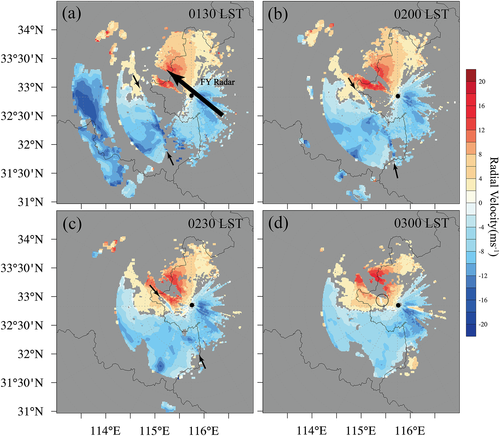 (a)
0130 LST
FY Radar
(b)
0200 LST
(c)
0230 LST
(d)
0300 LST
34°N
33°30'N
33°N
32°30'N
32°N
31°30'N
31°N
34°N
33°30'N
33°N
32°30'N
32°N
31°30'N
31°N
114°E
115°E
116°E
114°E
115°E
116°E
20
16
12
8
4
0
-4
-8
-12
-16
-20
Radial Velocity(ms⁻¹)